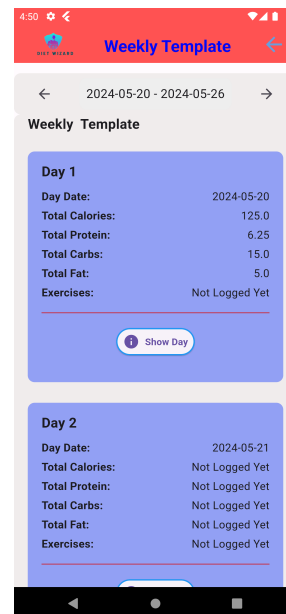 4:50
Weekly Template
DIET WIZARD
2024-05-20 - 2024-05-26
Weekly Template
Day 1
Day Date: 2024-05-20
Total Calories: 125.0
Total Protein: 6.25
Total Carbs: 15.0
Total Fat: 5.0
Exercises: Not Logged Yet
Show Day
Day 2
Day Date: 2024-05-21
Total Calories: Not Logged Yet
Total Protein: Not Logged Yet
Total Carbs: Not Logged Yet
Total Fat: Not Logged Yet
Exercises: Not Logged Yet